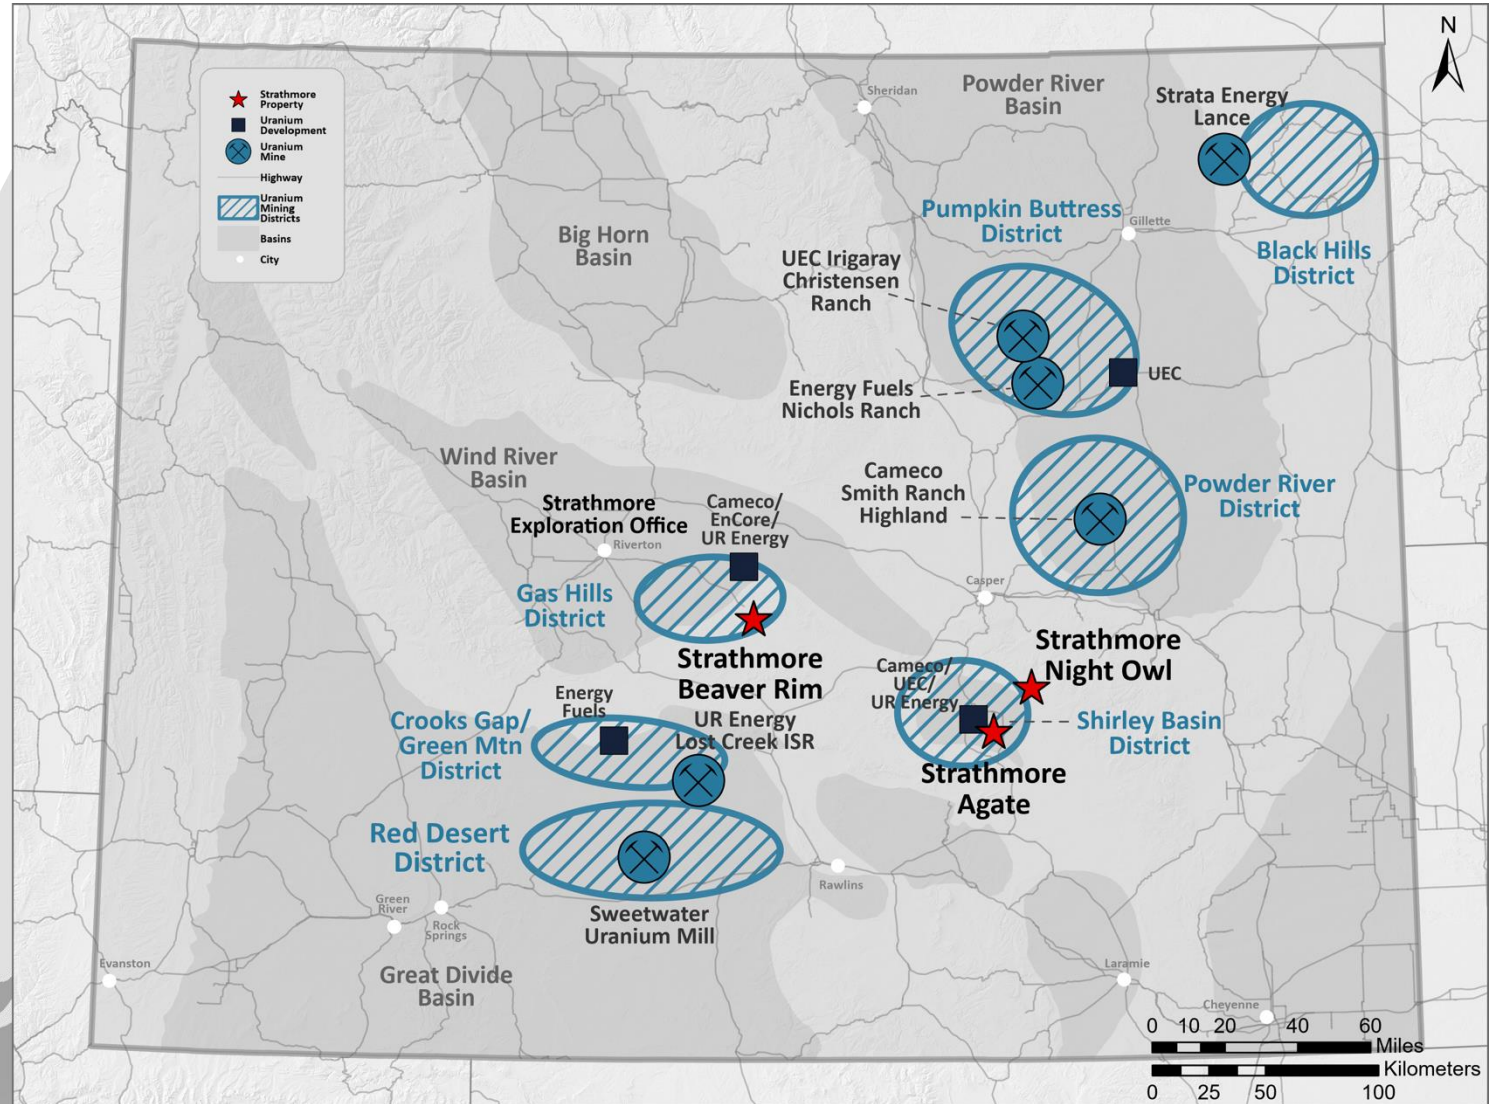 N
Strathmore
Property
Uranium
Development
Uranium
Mine
Highway
Uranium
Mining
Districts
Basins
City
Sheridan
Powder River
Basin
Strata Energy
Lance
Pumpkin Buttress
District
Gillette
Black Hills
District
Big Horn
Basin
UEC Irigaray
Christensen
Ranch
UEC
Energy Fuels
Nichols Ranch
Wind River
Basin
Cameco
Smith Ranch
Highland
Powder River
District
Strathmore
Exploration Office
Riverton
Cameco/
EnCore/
UR Energy
Gas Hills
District
Casper
Strathmore
Beaver Rim
Strathmore
Night Owl
Cameco/
UEC/
UR Energy
Shirley Basin
District
Strathmore
Agate
Energy
Fuels
Crooks Gap/
Green Mtn
District
UR Energy
Lost Creek ISR
Red Desert
District
Sweetwater
Uranium Mill
Rawlins
Green
River
Rock
Springs
Evanston
Great Divide
Basin
Laramie
Cheyenne
0 10 20 40 60
Miles
Kilometers
0 25 50 100